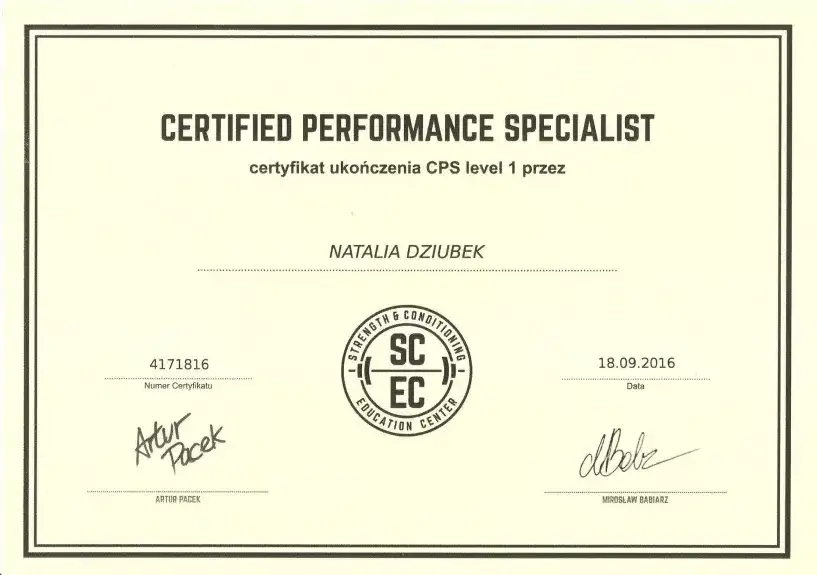 CERTIFIED PERFORMANCE SPECIALIST
certyfikat ukończenia CPS level 1 przez
NATALIA DZIUBEK
STRENGTH & CONDITIONING
SC
EC
EDUCATION CENTER
4171816
Numer Certyfikatu
18.09.2016
Data
Artur
Pacek
ARTUR PACEK
MIROSŁAW BABIARZ